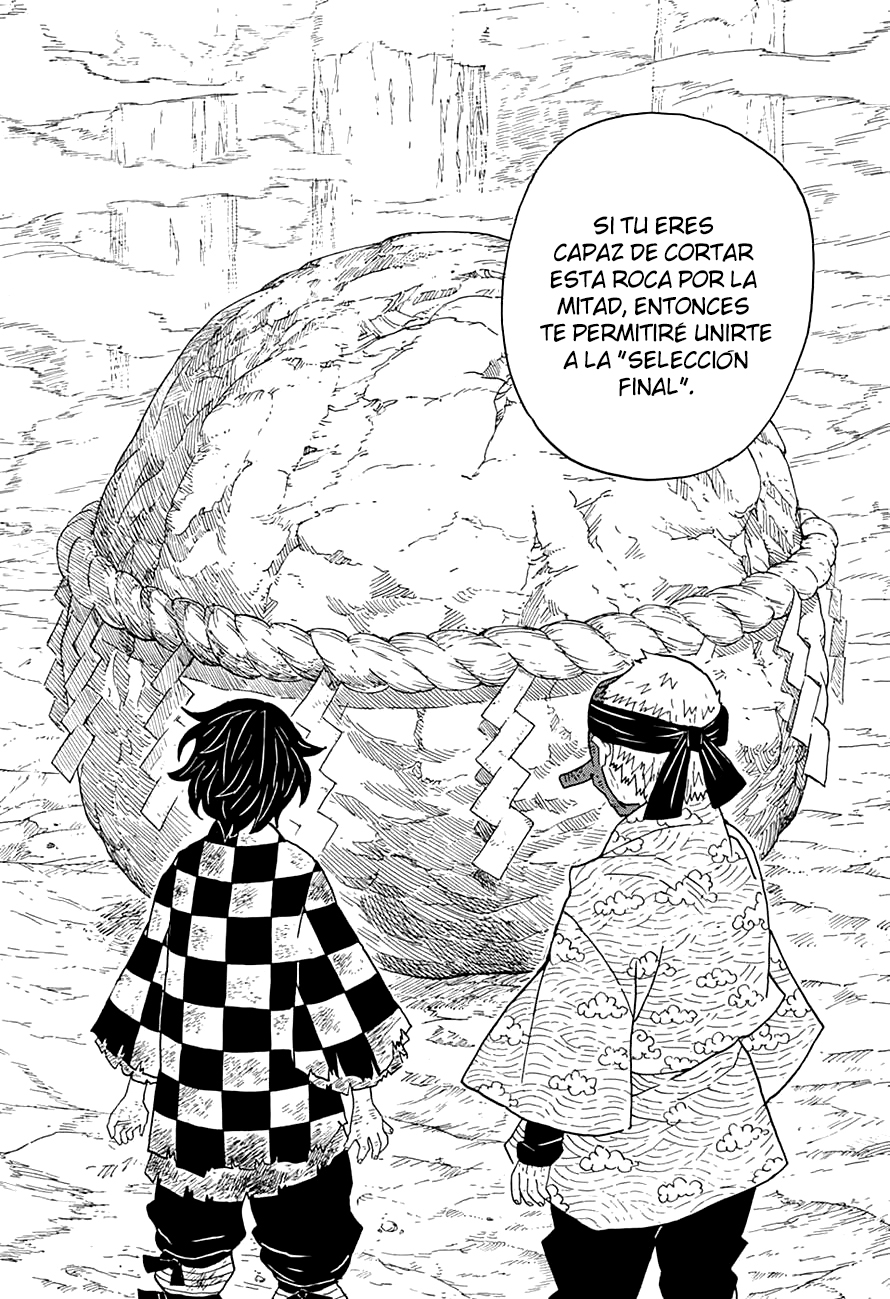 SI TU ERES
CAPAZ DE CORTAR
ESTA ROCA POR LA
MITAD, ENTONCES
TE PERMITIRÉ UNIRTE
A LA "SELECCIÓN
FINAL".